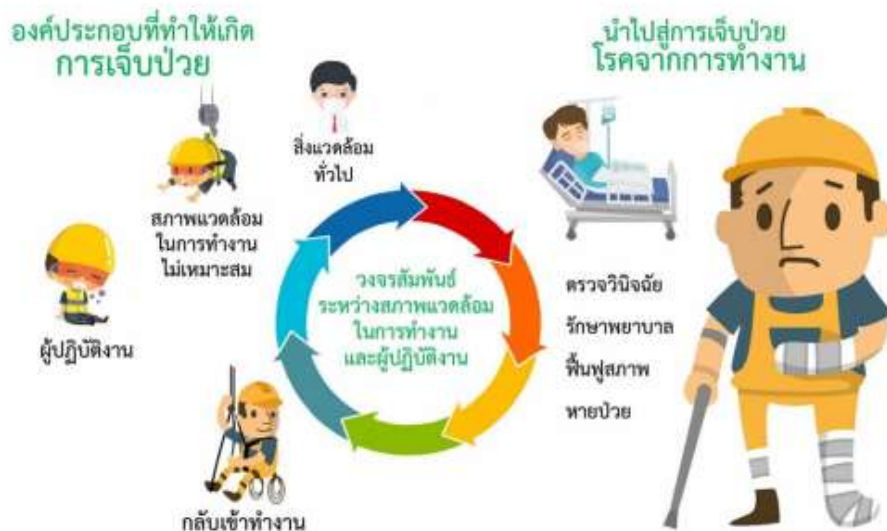 องค์ประกอบที่ทำให้เกิด
การเจ็บป่วย
นำไปสู่การเจ็บป่วย
โรคจากการทำงาน
สิ่งแวดล้อม
ทั่วไป
สภาพแวดล้อม
ในการทำงาน
ไม่เหมาะสม
ผู้ปฏิบัติงาน
วงจรสัมพันธ์
ระหว่างสภาพแวดล้อม
ในการทำงาน
และผู้ปฏิบัติงาน
ตรวจวินิจฉัย
รักษาพยาบาล
ฟื้นฟูสภาพ
หายป่วย
กลับเข้าทำงาน